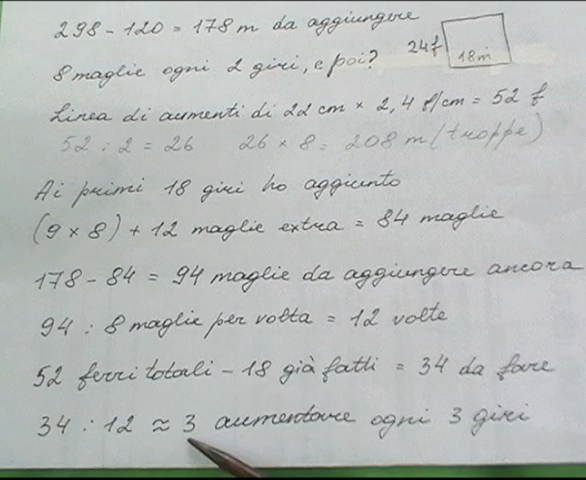 298 - 120 = 178 m da aggiungere
24f
18m
8 maglie ogni 2 giri, e poi?
Linea di aumenti di 22 cm × 2,4 f/cm = 52 f
52 : 2 = 26 26 × 8 = 208 m (troppe)
Ai primi 18 giri ho aggiunto
(9 × 8) + 12 maglie extra = 84 maglie
178 - 84 = 94 maglie da aggiungere ancora
94 : 8 maglie per volta = 12 volte
52 ferri totali - 18 già fatti = 34 da fare
34 : 12 ≈ 3 aumentare ogni 3 giri